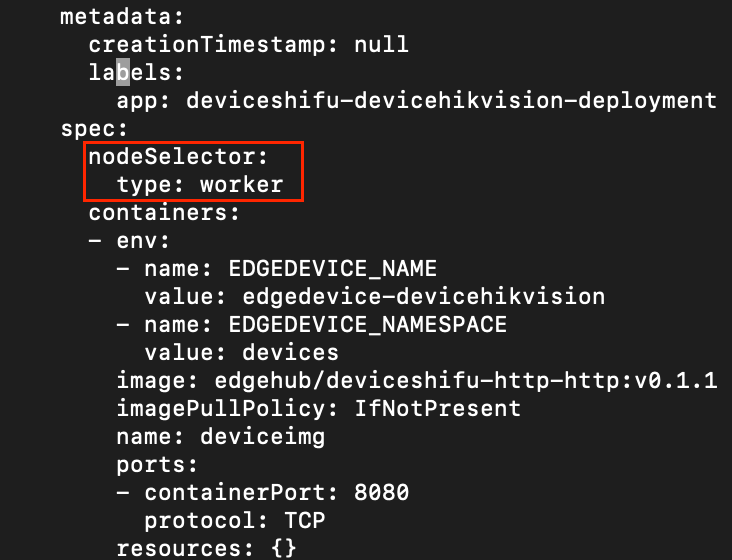 metadata:
  creationTimestamp: null
  labels:
    app: deviceshifu-devicehikvision-deployment
spec:
  nodeSelector:
    type: worker
  containers:
  - env:
    - name: EDGEDEVICE_NAME
      value: edgedevice-devicehikvision
    - name: EDGEDEVICE_NAMESPACE
      value: devices
    image: edgehub/deviceshifu-http-http:v0.1.1
    imagePullPolicy: IfNotPresent
    name: deviceimg
    ports:
    - containerPort: 8080
      protocol: TCP
    resources: {}